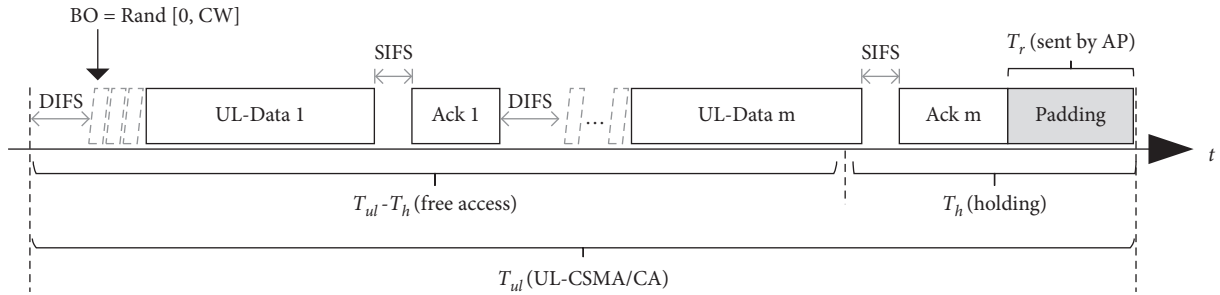 BO = Rand [0, CW]
SIFS
SIFS
T_r (sent by AP)
DIFS
UL-Data 1
Ack 1
DIFS
...
UL-Data m
Ack m
Padding
t
T_ul - T_h (free access)
T_h (holding)
T_ul (UL-CSMA/CA)